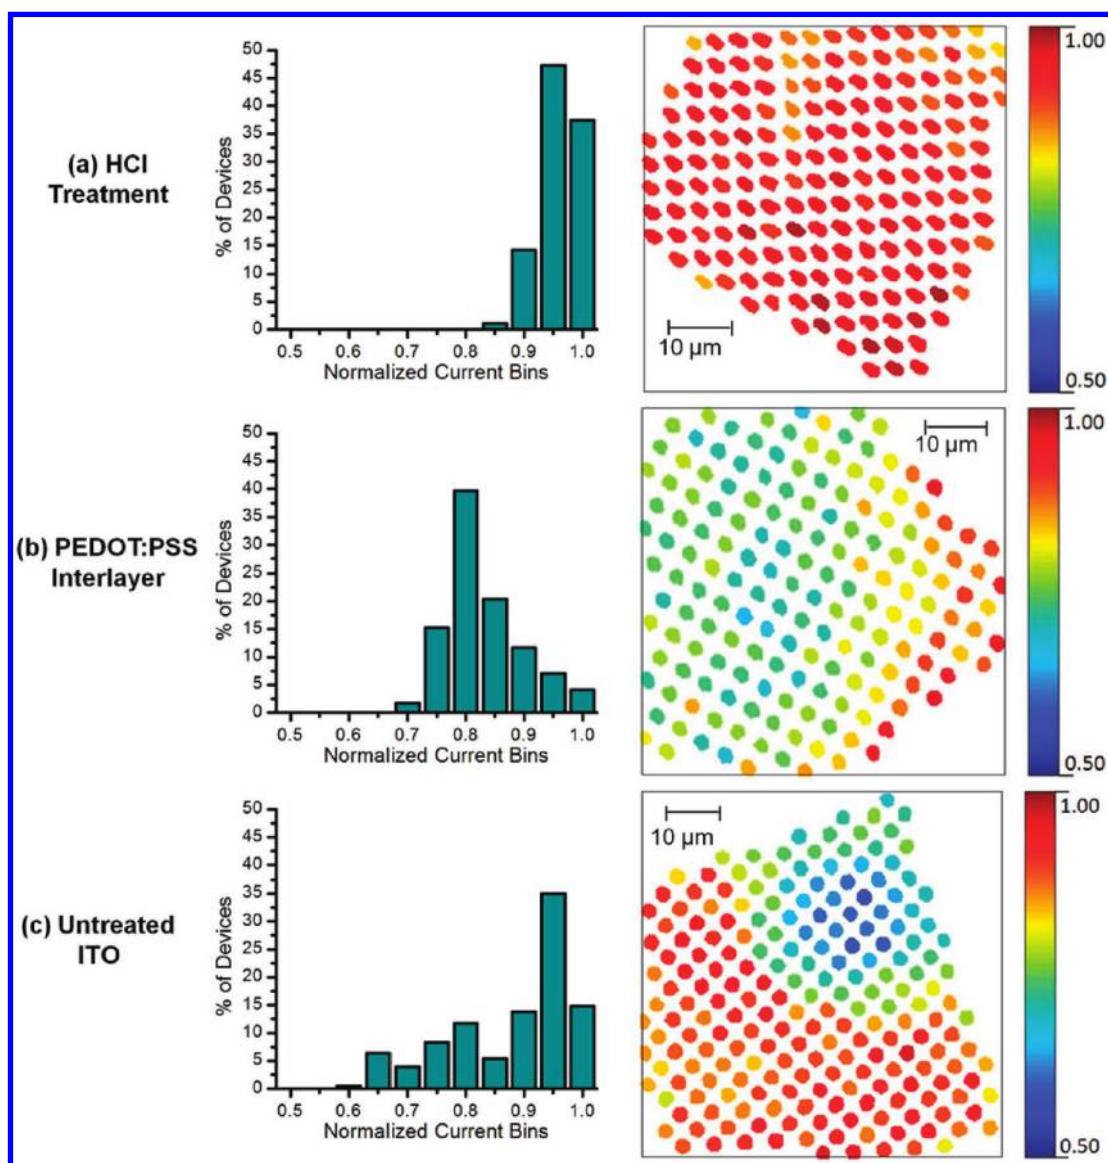 (a) HCl
Treatment
% of Devices
50
45
40
35
30
25
20
15
10
5
0
0.5 0.6 0.7 0.8 0.9 1.0
Normalized Current Bins
10 µm
1.00
0.50
(b) PEDOT:PSS
Interlayer
% of Devices
50
45
40
35
30
25
20
15
10
5
0
0.5 0.6 0.7 0.8 0.9 1.0
Normalized Current Bins
10 µm
1.00
0.50
(c) Untreated
ITO
% of Devices
50
45
40
35
30
25
20
15
10
5
0
0.5 0.6 0.7 0.8 0.9 1.0
Normalized Current Bins
10 µm
1.00
0.50